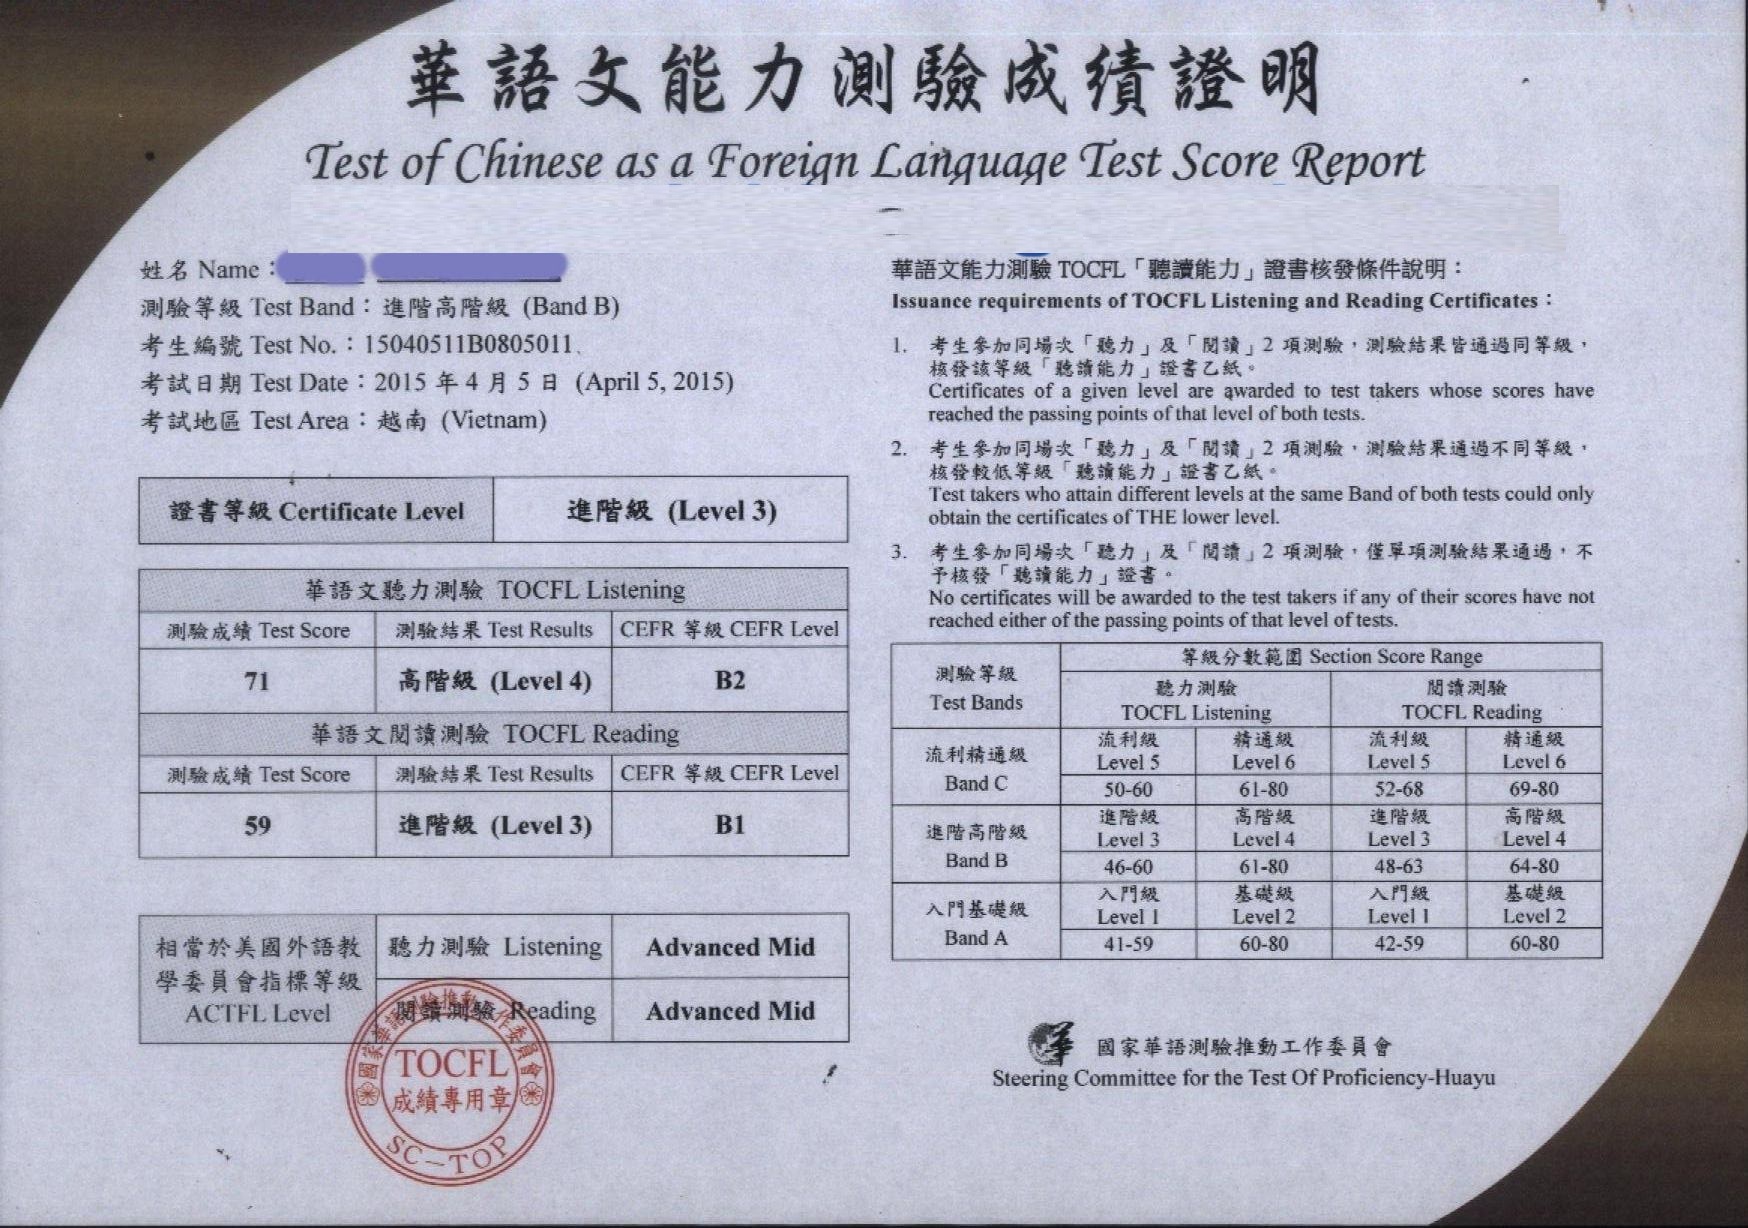 華語文能力測驗成績證明
Test of Chinese as a Foreign Language Test Score Report
姓名 Name：
測驗等級 Test Band：進階高階級 (Band B)
考生編號 Test No.：15040511B0805011
考試日期 Test Date：2015 年 4 月 5 日 (April 5, 2015)
考試地區 Test Area：越南 (Vietnam)
證書等級 Certificate Level 進階級 (Level 3)
華語文聽力測驗 TOCFL Listening
測驗成績 Test Score 測驗結果 Test Results CEFR 等級 CEFR Level
71 高階級 (Level 4) B2
華語文閱讀測驗 TOCFL Reading
測驗成績 Test Score 測驗結果 Test Results CEFR 等級 CEFR Level
59 進階級 (Level 3) B1
相當於美國外語教
學委員會指標等級
ACTFL Level
聽力測驗 Listening Advanced Mid
閱讀測驗 Reading Advanced Mid
國家華語測驗推動工作委員會
TOCFL
成績專用章
SC-TOP
華語文能力測驗 TOCFL「聽讀能力」證書核發條件說明：
Issuance requirements of TOCFL Listening and Reading Certificates：
1. 考生參加同場次「聽力」及「閱讀」2 項測驗，測驗結果皆通過同等級，
核發該等級「聽讀能力」證書乙紙。
Certificates of a given level are awarded to test takers whose scores have
reached the passing points of that level of both tests.
2. 考生參加同場次「聽力」及「閱讀」2 項測驗，測驗結果通過不同等級，
核發較低等級「聽讀能力」證書乙紙。
Test takers who attain different levels at the same Band of both tests could only
obtain the certificates of THE lower level.
3. 考生參加同場次「聽力」及「閱讀」2 項測驗，僅單項測驗結果通過，不
予核發「聽讀能力」證書。
No certificates will be awarded to the test takers if any of their scores have not
reached either of the passing points of that level of tests.
測驗等級
Test Bands
等級分數範圍 Section Score Range
聽力測驗 閱讀測驗
TOCFL Listening TOCFL Reading
流利精通級
Band C
流利級 精通級 流利級 精通級
Level 5 Level 6 Level 5 Level 6
50-60 61-80 52-68 69-80
進階高階級
Band B
進階級 高階級 進階級 高階級
Level 3 Level 4 Level 3 Level 4
46-60 61-80 48-63 64-80
入門基礎級
Band A
入門級 基礎級 入門級 基礎級
Level 1 Level 2 Level 1 Level 2
41-59 60-80 42-59 60-80
華
國家華語測驗推動工作委員會
Steering Committee for the Test Of Proficiency-Huayu